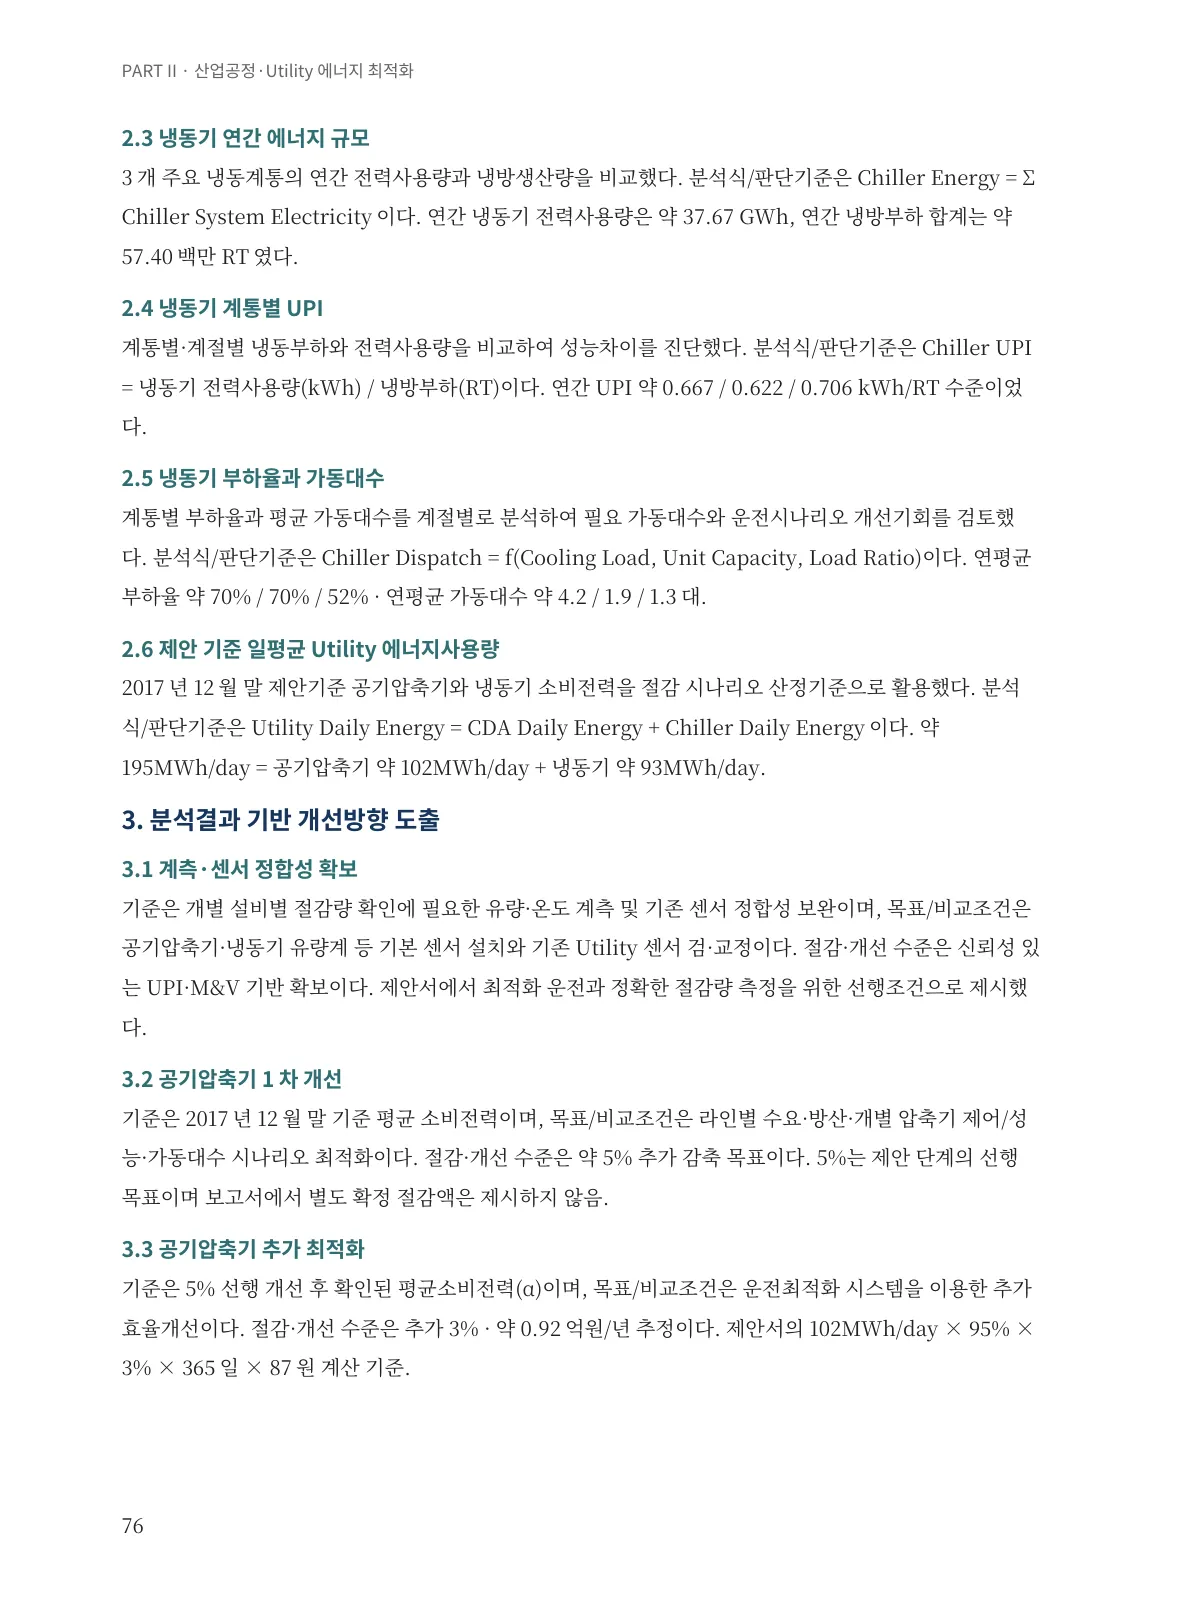 PART II · 산업공정·Utility 에너지 최적화
2.3 냉동기 연간 에너지 규모
3 개 주요 냉동계통의 연간 전력사용량과 냉방생산량을 비교했다. 분석식/판단기준은 Chiller Energy = Σ
Chiller System Electricity 이다. 연간 냉동기 전력사용량은 약 37.67 GWh, 연간 냉방부하 합계는 약
57.40 백만 RT 였다.
2.4 냉동기 계통별 UPI
계통별·계절별 냉동부하와 전력사용량을 비교하여 성능차이를 진단했다. 분석식/판단기준은 Chiller UPI
= 냉동기 전력사용량(kWh) / 냉방부하(RT)이다. 연간 UPI 약 0.667 / 0.622 / 0.706 kWh/RT 수준이었
다.
2.5 냉동기 부하율과 가동대수
계통별 부하율과 평균 가동대수를 계절별로 분석하여 필요 가동대수와 운전시나리오 개선기회를 검토했
다. 분석식/판단기준은 Chiller Dispatch = f(Cooling Load, Unit Capacity, Load Ratio)이다. 연평균
부하율 약 70% / 70% / 52% · 연평균 가동대수 약 4.2 / 1.9 / 1.3 대.
2.6 제안 기준 일평균 Utility 에너지사용량
2017 년 12 월 말 제안기준 공기압축기와 냉동기 소비전력을 절감 시나리오 산정기준으로 활용했다. 분석
식/판단기준은 Utility Daily Energy = CDA Daily Energy + Chiller Daily Energy 이다. 약
195MWh/day = 공기압축기 약 102MWh/day + 냉동기 약 93MWh/day.
3. 분석결과 기반 개선방향 도출
3.1 계측·센서 정합성 확보
기준은 개별 설비별 절감량 확인에 필요한 유량·온도 계측 및 기존 센서 정합성 보완이며, 목표/비교조건은
공기압축기·냉동기 유량계 등 기본 센서 설치와 기존 Utility 센서 검·교정이다. 절감·개선 수준은 신뢰성 있
는 UPI·M&V 기반 확보이다. 제안서에서 최적화 운전과 정확한 절감량 측정을 위한 선행조건으로 제시했
다.
3.2 공기압축기 1 차 개선
기준은 2017 년 12 월 말 기준 평균 소비전력이며, 목표/비교조건은 라인별 수요·방산·개별 압축기 제어/성
능·가동대수 시나리오 최적화이다. 절감·개선 수준은 약 5% 추가 감축 목표이다. 5%는 제안 단계의 선행
목표이며 보고서에서 별도 확정 절감액은 제시하지 않음.
3.3 공기압축기 추가 최적화
기준은 5% 선행 개선 후 확인된 평균소비전력(α)이며, 목표/비교조건은 운전최적화 시스템을 이용한 추가
효율개선이다. 절감·개선 수준은 추가 3% · 약 0.92 억원/년 추정이다. 제안서의 102MWh/day × 95% ×
3% × 365 일 × 87 원 계산 기준.
76